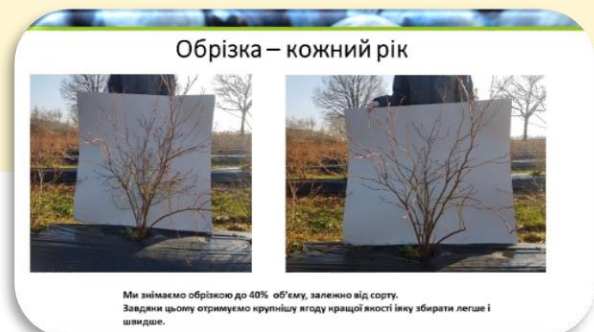 Обрізка – кожний рік
Ми знімаємо обрізкою до 40% об'єму, залежно від сорту.
Завдяки цьому отримуємо крупнішу ягоду кращої якості івку збирати легше і
швидше.